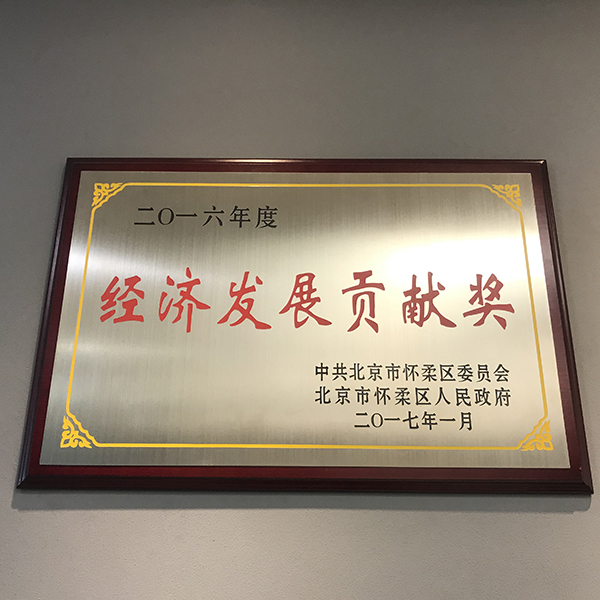 二〇一六年度
经济发展贡献奖
中共北京市怀柔区委员会
北京市怀柔区人民政府
二〇一七年一月